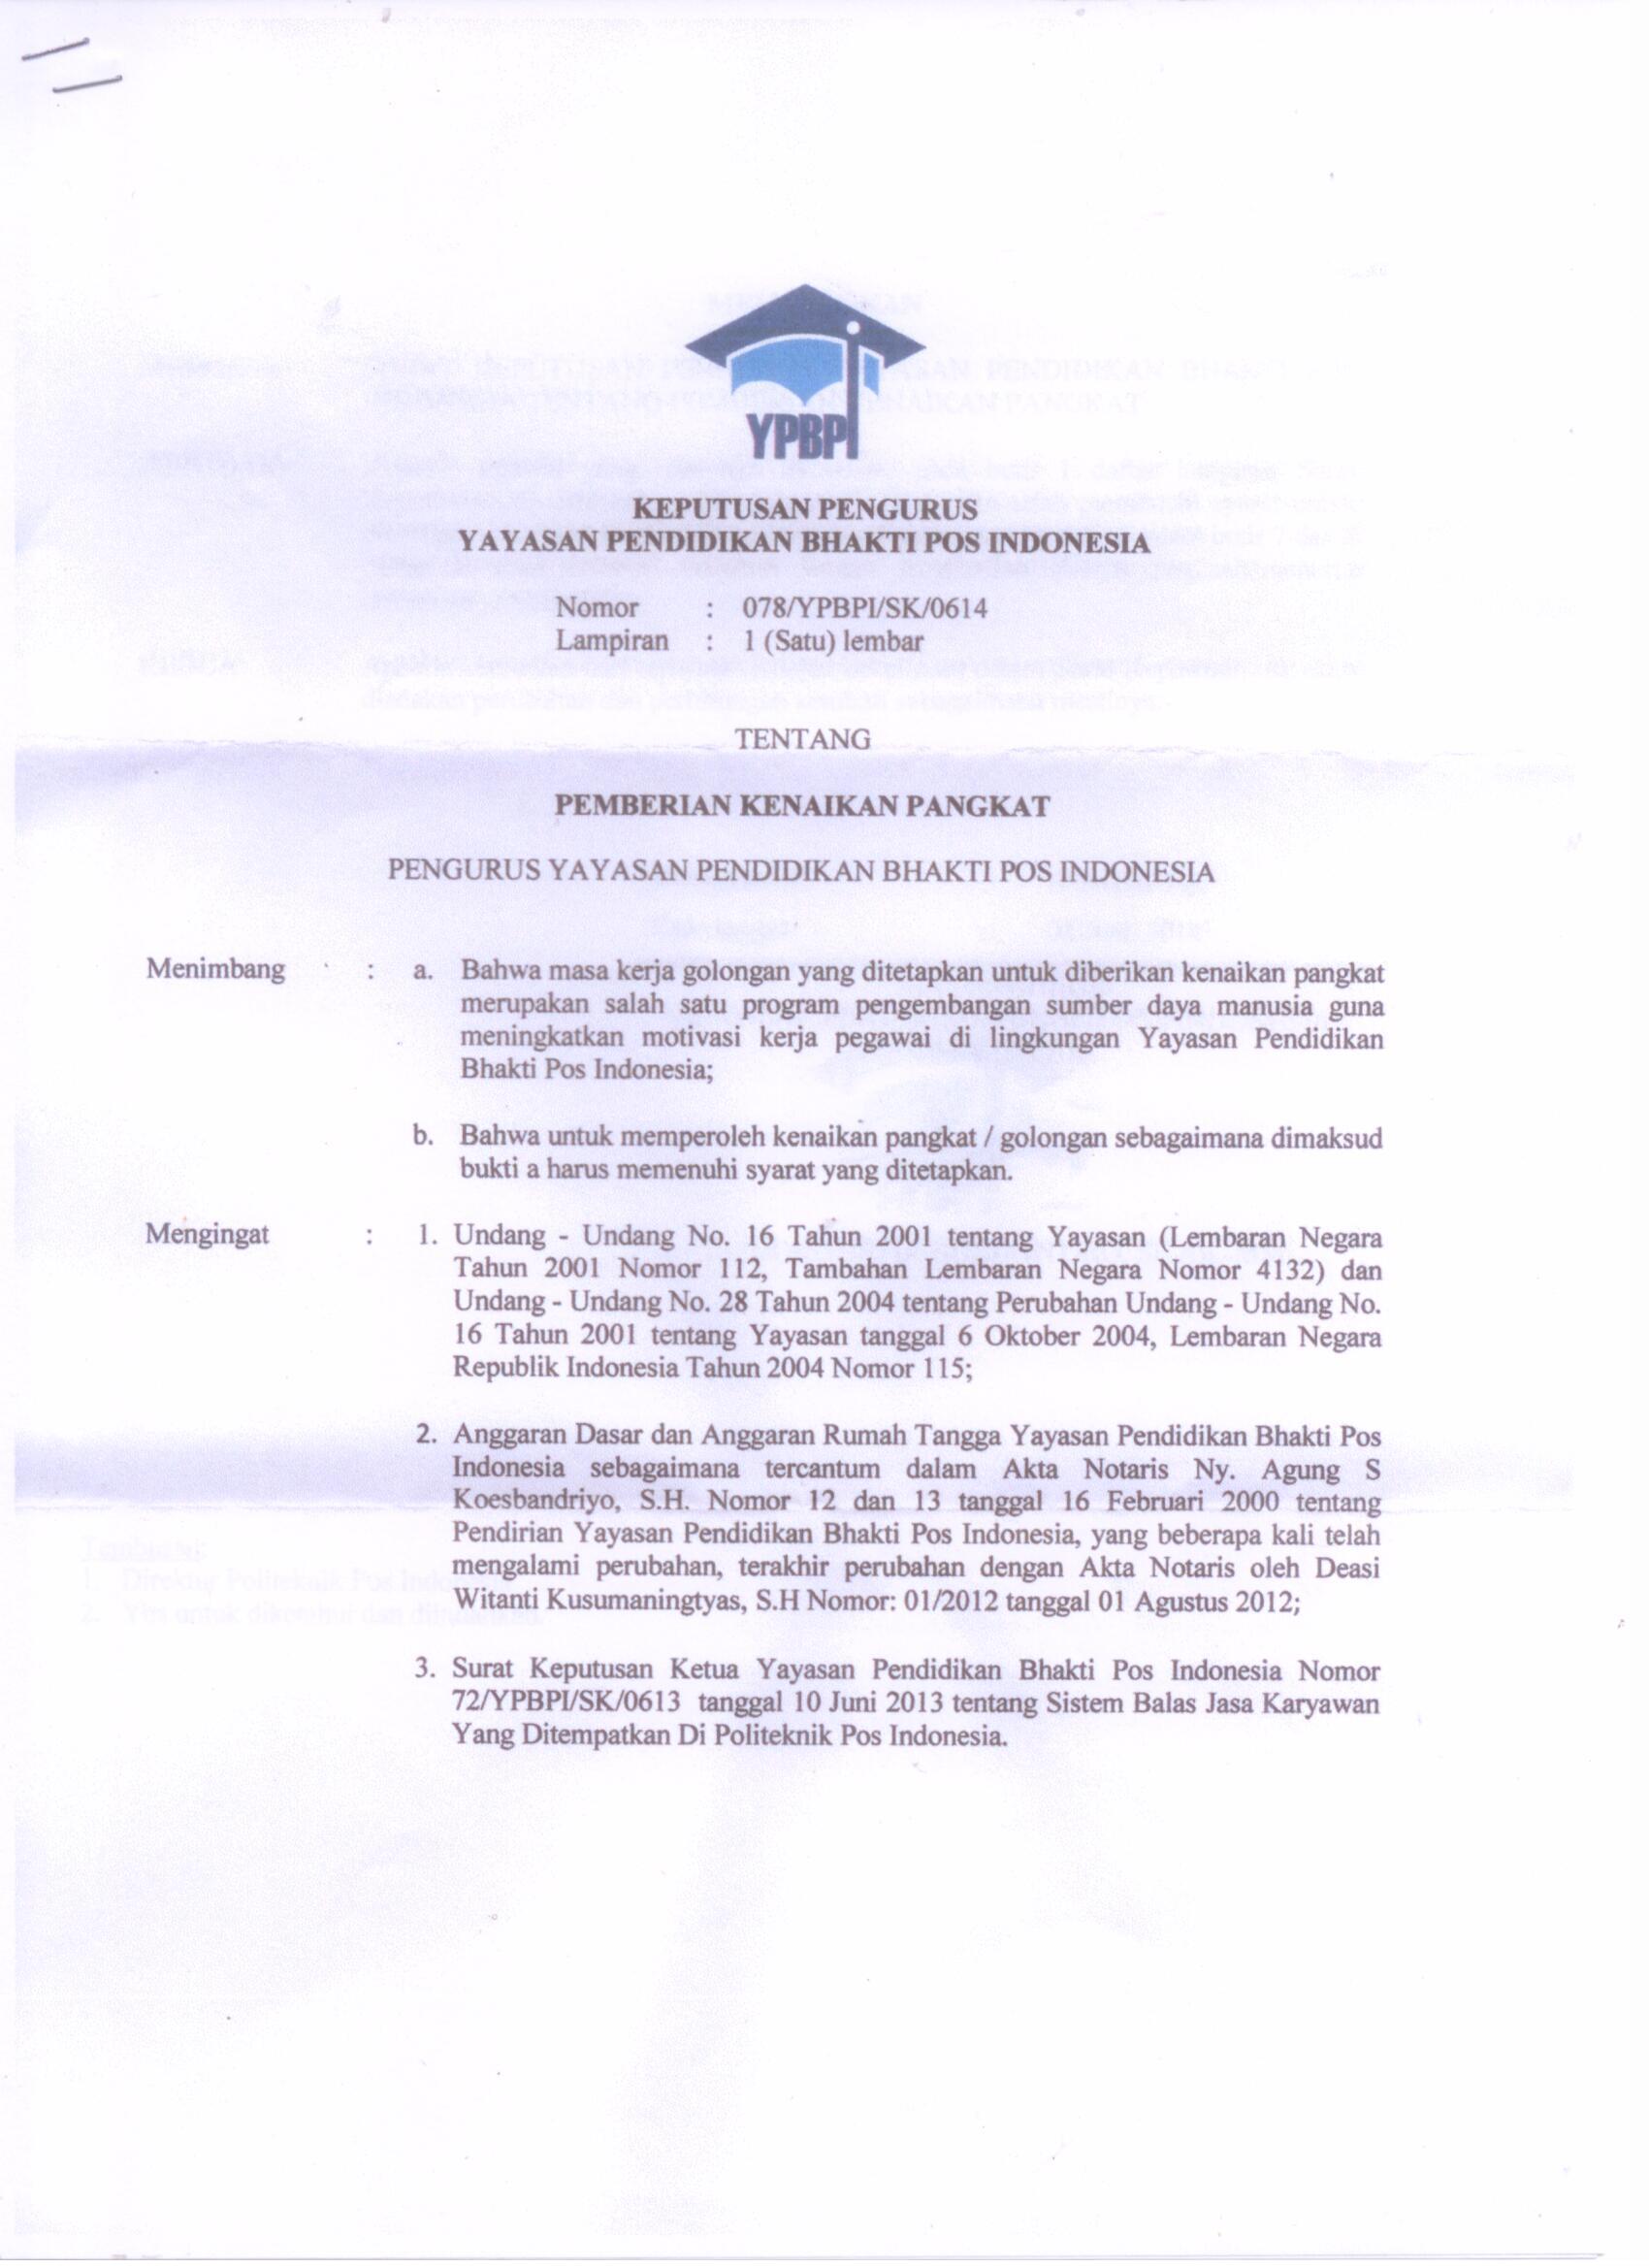 YPBPI
KEPUTUSAN PENGURUS
YAYASAN PENDIDIKAN BHAKTI POS INDONESIA
Nomor : 078/YPBPI/SK/0614
Lampiran : 1 (Satu) lembar
TENTANG
PEMBERIAN KENAIKAN PANGKAT
PENGURUS YAYASAN PENDIDIKAN BHAKTI POS INDONESIA
Menimbang : a. Bahwa masa kerja golongan yang ditetapkan untuk diberikan kenaikan pangkat
merupakan salah satu program pengembangan sumber daya manusia guna
meningkatkan motivasi kerja pegawai di lingkungan Yayasan Pendidikan
Bhakti Pos Indonesia;
b. Bahwa untuk memperoleh kenaikan pangkat / golongan sebagaimana dimaksud
bukti a harus memenuhi syarat yang ditetapkan.
Mengingat : 1. Undang - Undang No. 16 Tahun 2001 tentang Yayasan (Lembaran Negara
Tahun 2001 Nomor 112, Tambahan Lembaran Negara Nomor 4132) dan
Undang - Undang No. 28 Tahun 2004 tentang Perubahan Undang - Undang No.
16 Tahun 2001 tentang Yayasan tanggal 6 Oktober 2004, Lembaran Negara
Republik Indonesia Tahun 2004 Nomor 115;
2. Anggaran Dasar dan Anggaran Rumah Tangga Yayasan Pendidikan Bhakti Pos
Indonesia sebagaimana tercantum dalam Akta Notaris Ny. Agung S
Koesbandriyo, S.H. Nomor 12 dan 13 tanggal 16 Februari 2000 tentang
Pendirian Yayasan Pendidikan Bhakti Pos Indonesia, yang beberapa kali telah
mengalami perubahan, terakhir perubahan dengan Akta Notaris oleh Deasi
Witanti Kusumaningtyas, S.H Nomor: 01/2012 tanggal 01 Agustus 2012;
3. Surat Keputusan Ketua Yayasan Pendidikan Bhakti Pos Indonesia Nomor
72/YPBPI/SK/0613 tanggal 10 Juni 2013 tentang Sistem Balas Jasa Karyawan
Yang Ditempatkan Di Politeknik Pos Indonesia.